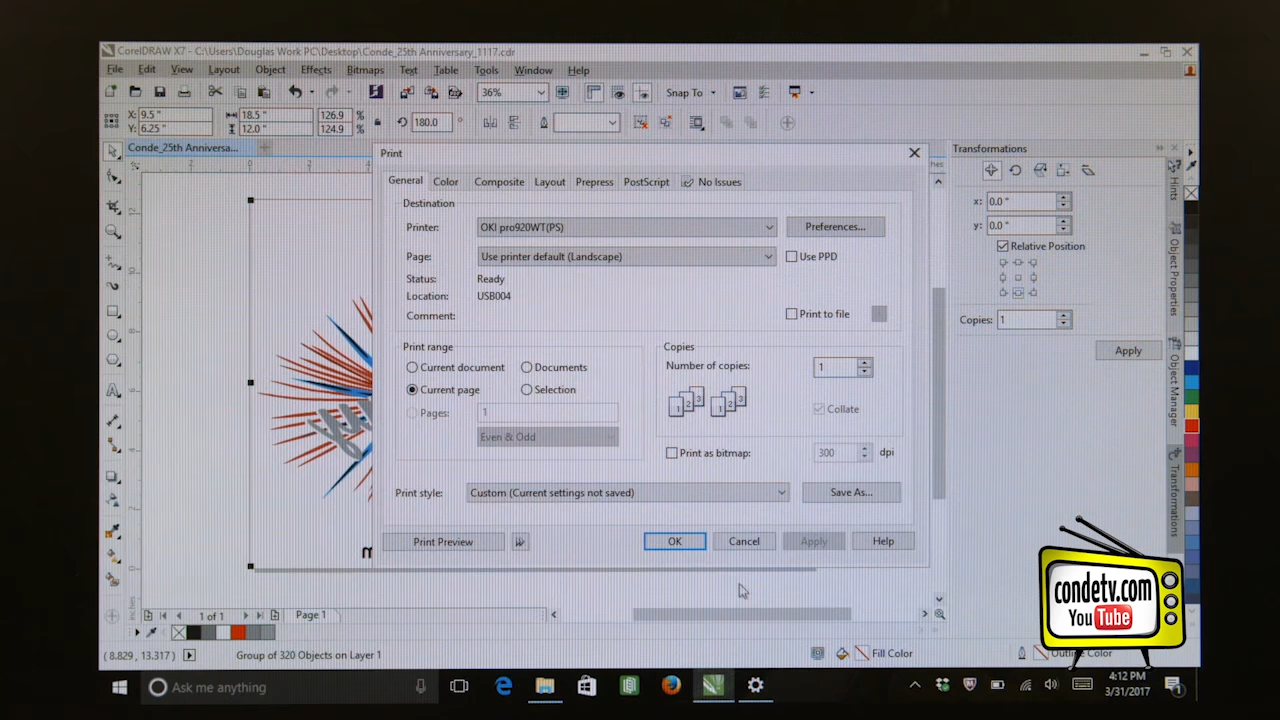 CorelDRAW X7 - C:\Users\Douglas Work PC\Desktop\Conde_25th Anniversary_1117.cdr
File Edit View Layout Object Effects Bitmaps Text Table Tools Window Help
36% Snap To
X: 9.5 " 18.5 " 126.9 180.0
Y: 6.25 " 12.0 " 124.9 %
Conde_25th Anniversa...
Print
General Color Composite Layout Prepress PostScript No Issues
Destination
Printer: OKI pro920WT(PS) Preferences...
Page: Use printer default (Landscape) Use PPD
Status: Ready
Location: USB004
Comment: Print to file
Print range
Current document Documents
Current page Selection
Pages: 1
Even & Odd
Copies
Number of copies: 1
1 2 3 1 2 3
Collate
Print as bitmap: 300 dpi
Print style: Custom (Current settings not saved) Save As...
Print Preview OK Cancel Apply Help
Transformations
x: 0.0 "
y: 0.0 "
Relative Position
Copies: 1
Apply
Hints
Object Properties
Object Manager
Transformations
1 of 1 Page 1
( 8.829 , 13.317 ) Group of 320 Objects on Layer 1 Fill Color Outline Color
condetv.com
YouTube
Ask me anything
4:12 PM
3/31/2017
1